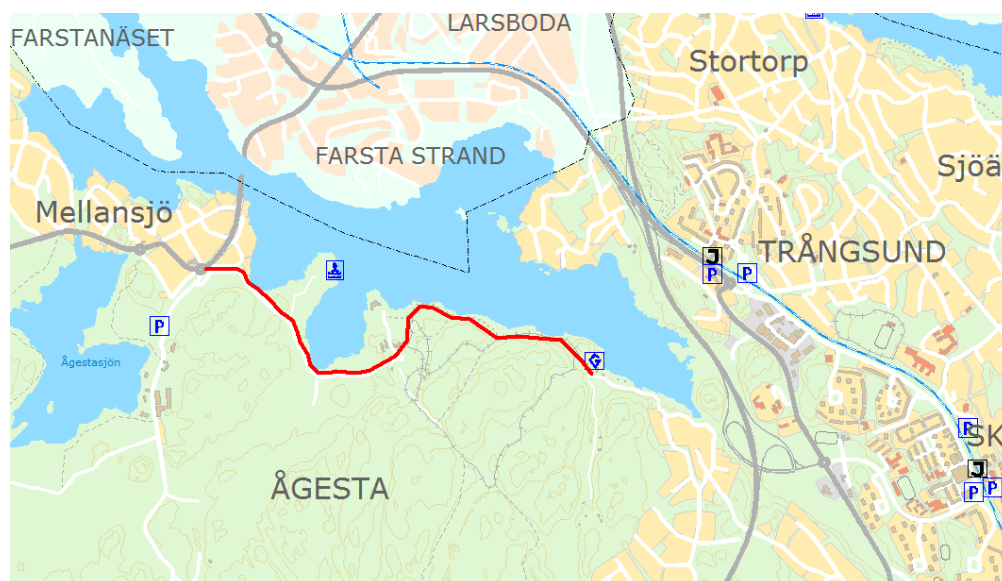 LARSBODA
FARSTANÄSET
Stortorp
FARSTA STRAND
Sjöä
Mellansjö
TRÅNGSUND
J
P
P
P
Ågestasjön
G
P
SK
J
P
P
ÅGESTA